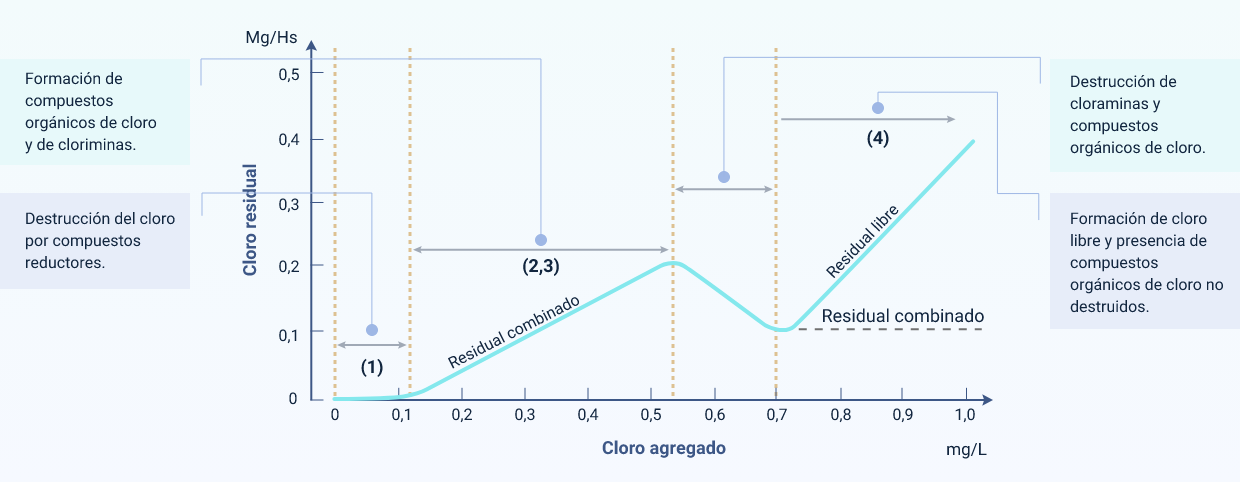 Mg/Hs
Formación de
compuestos
orgánicos de cloro
y de cloriminas.
Destrucción del cloro
por compuestos
reductores.
Cloro residual
0,5
0,4
0,3
0,2
0,1
0
(1)
(2,3)
(4)
Residual combinado
Residual libre
Residual combinado
0
0,1
0,2
0,3
0,4
0,5
0,6
0,7
0,8
0,9
1,0
Cloro agregado
mg/L
Destrucción de
cloraminas y
compuestos
orgánicos de cloro.
Formación de cloro
libre y presencia de
compuestos
orgánicos de cloro no
destruidos.